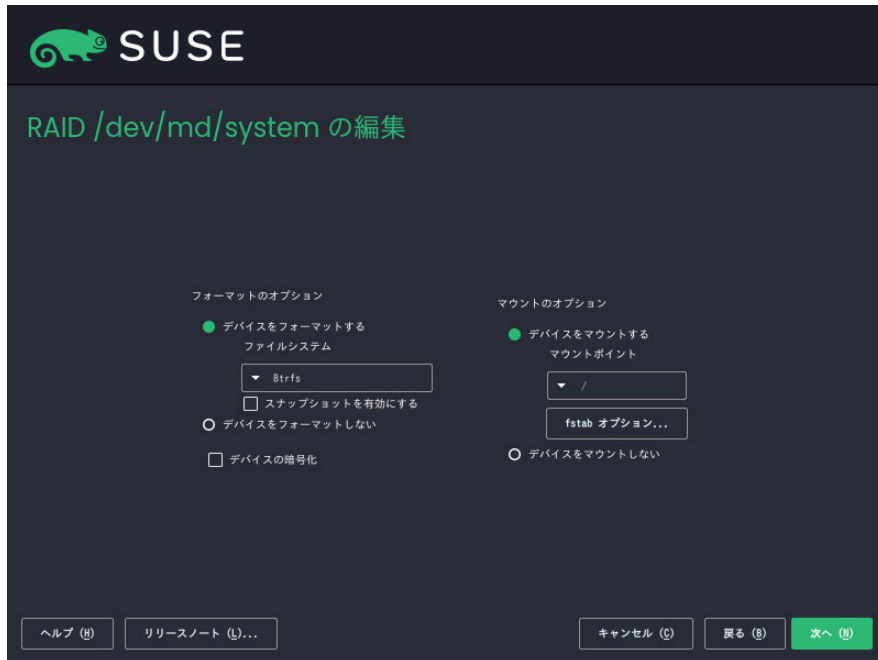 SUSE
RAID /dev/md/system の編集
フォーマットのオプション
デバイスをフォーマットする
ファイルシステム
Btrfs
スナップショットを有効にする
デバイスをフォーマットしない
デバイスの暗号化
マウントのオプション
デバイスをマウントする
マウントポイント
/
fstab オプション...
デバイスをマウントしない
ヘルプ (H)
リリースノート (L)...
キャンセル (C)
戻る (B)
次へ (N)